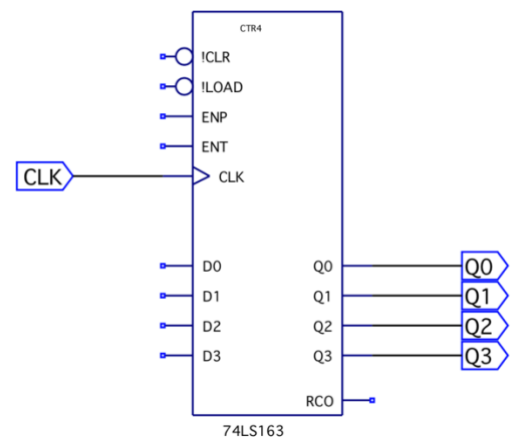 CTR4
!CLR
!LOAD
ENP
ENT
CLK CLK
D0 Q0 Q0
D1 Q1 Q1
D2 Q2 Q2
D3 Q3 Q3
RCO
74LS163